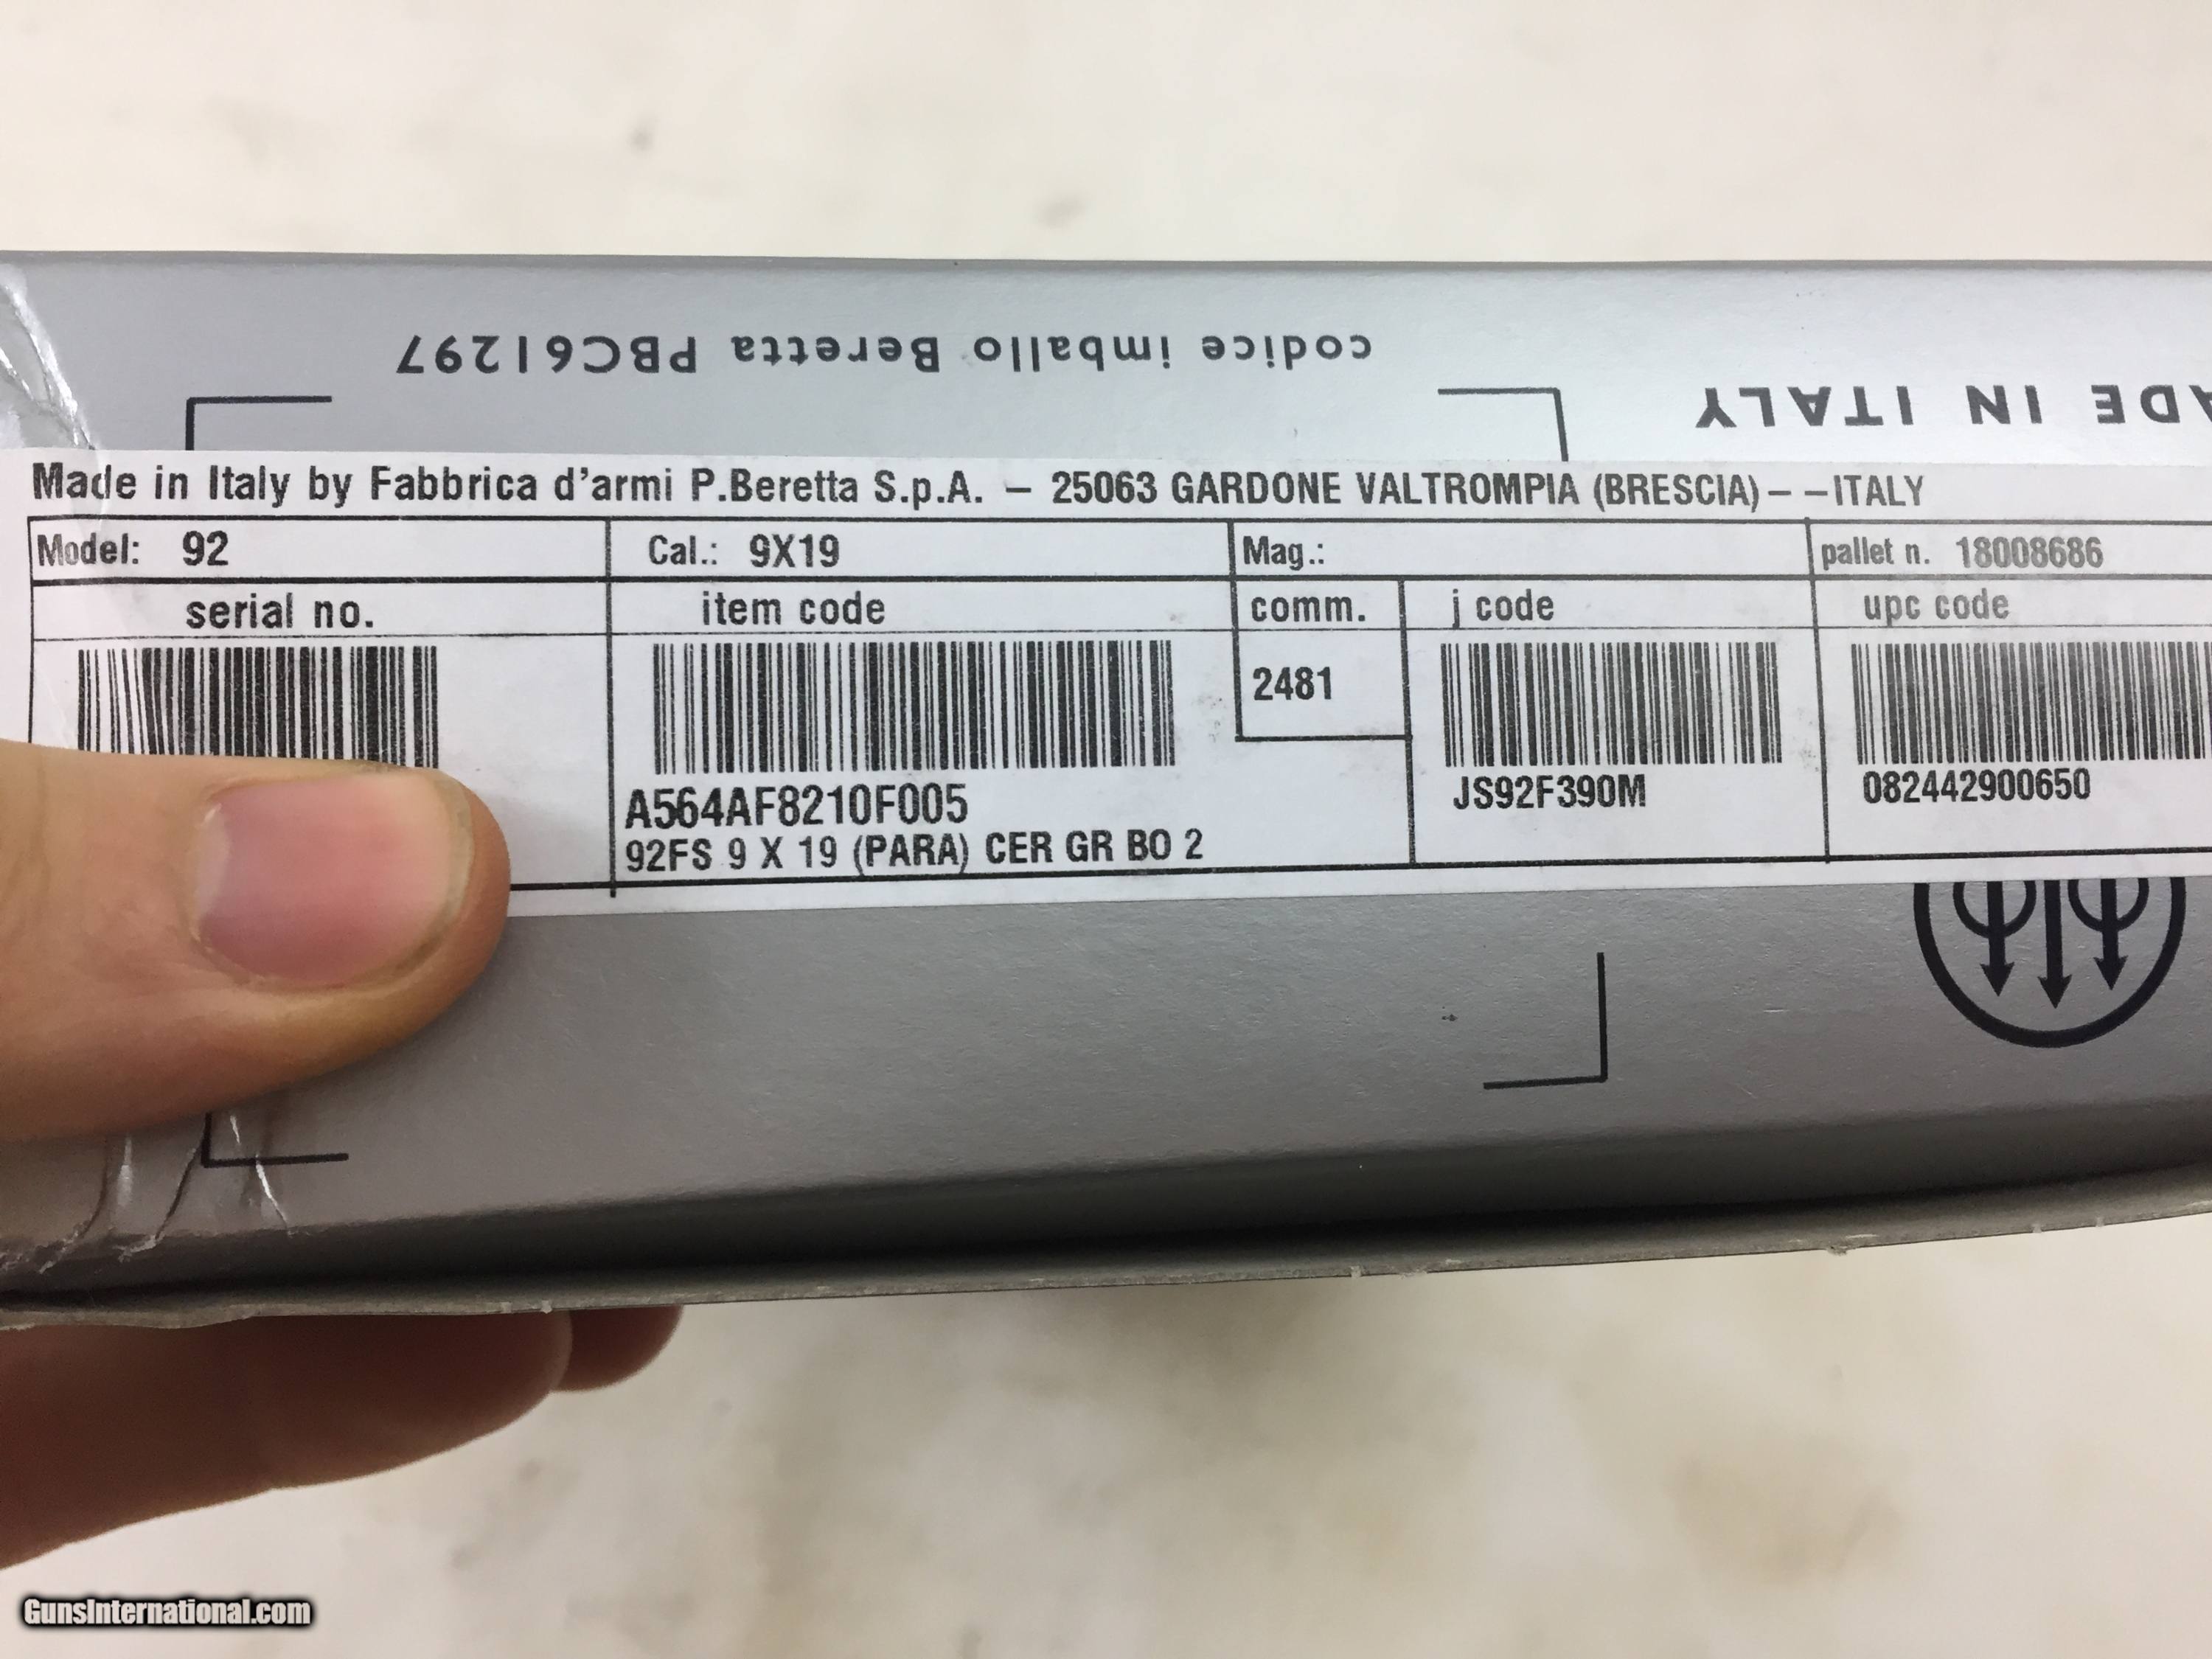 codice imballo Beretta PBC61297
ADE IN ITALY
Made in Italy by Fabbrica d'armi P.Beretta S.p.A. – 25063 GARDONE VALTROMPIA (BRESCIA) – –ITALY
Model: 92 Cal.: 9X19 Mag.: pallet n. 18008686
serial no. item code comm. j code upc code
2481
A564AF8210F005 JS92F390M 082442900650
92FS 9 X 19 (PARA) CER GR BO 2
GunsInternational.com